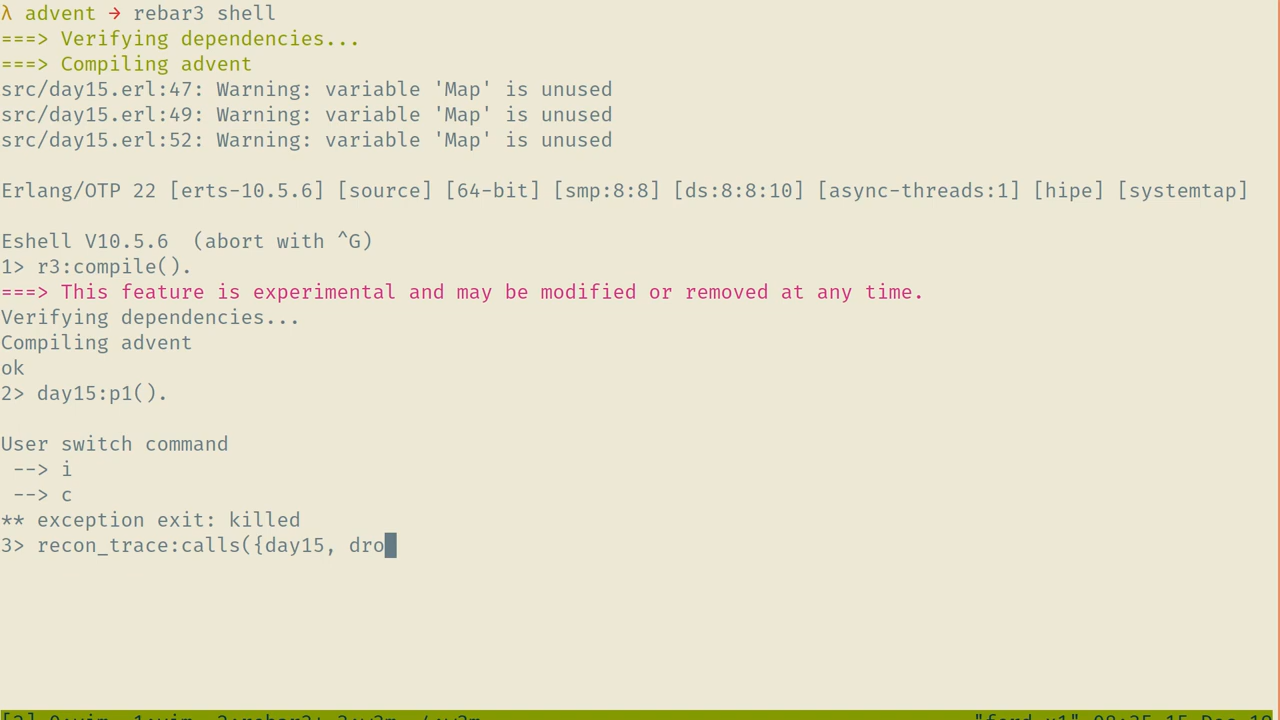 λ advent → rebar3 shell
===> Verifying dependencies...
===> Compiling advent
src/day15.erl:47: Warning: variable 'Map' is unused
src/day15.erl:49: Warning: variable 'Map' is unused
src/day15.erl:52: Warning: variable 'Map' is unused
Erlang/OTP 22 [erts-10.5.6] [source] [64-bit] [smp:8:8] [ds:8:8:10] [async-threads:1] [hipe] [systemtap]
Eshell V10.5.6  (abort with ^G)
1> r3:compile().
===> This feature is experimental and may be modified or removed at any time.
Verifying dependencies...
Compiling advent
ok
2> day15:p1().
User switch command
 --> i
 --> c
** exception exit: killed
3> recon_trace:calls({day15, dro